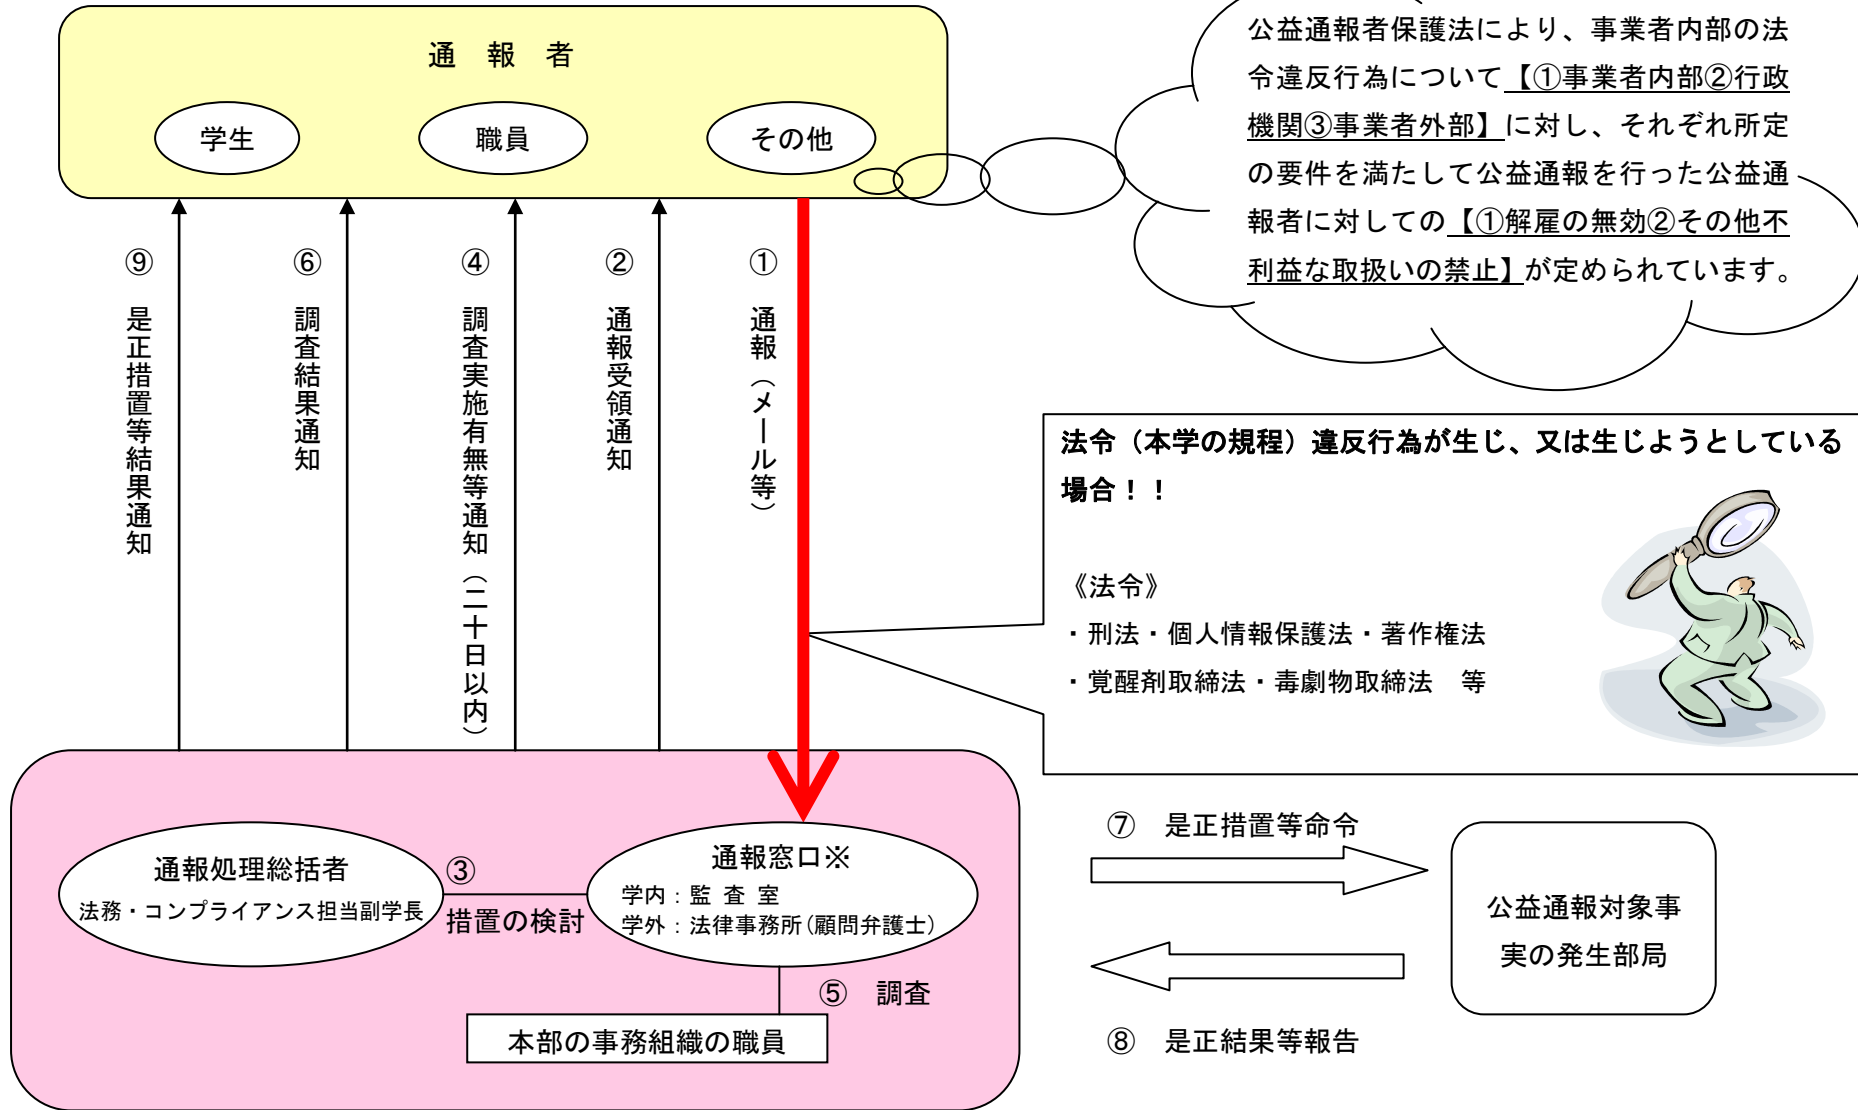 通　報　者
学生
職員
その他
公益通報者保護法により、事業者内部の法
令違反行為について【①事業者内部②行政
機関③事業者外部】に対し、それぞれ所定
の要件を満たして公益通報を行った公益通
報者に対しての【①解雇の無効②その他不
利益な取扱いの禁止】が定められています。
⑨　是正措置等結果通知
⑥　調査結果通知
④　調査実施有無等通知（二十日以内）
②　通報受領通知
①　通報（メール等）
法令（本学の規程）違反行為が生じ、又は生じようとしている
場合！！
《法令》
・刑法・個人情報保護法・著作権法
・覚醒剤取締法・毒劇物取締法　等
通報処理総括者
法務・コンプライアンス担当副学長
③
措置の検討
通報窓口※
学内：監 査 室
学外：法律事務所(顧問弁護士)
⑤　調査
本部の事務組織の職員
⑦　是正措置等命令
公益通報対象事
実の発生部局
⑧　是正結果等報告